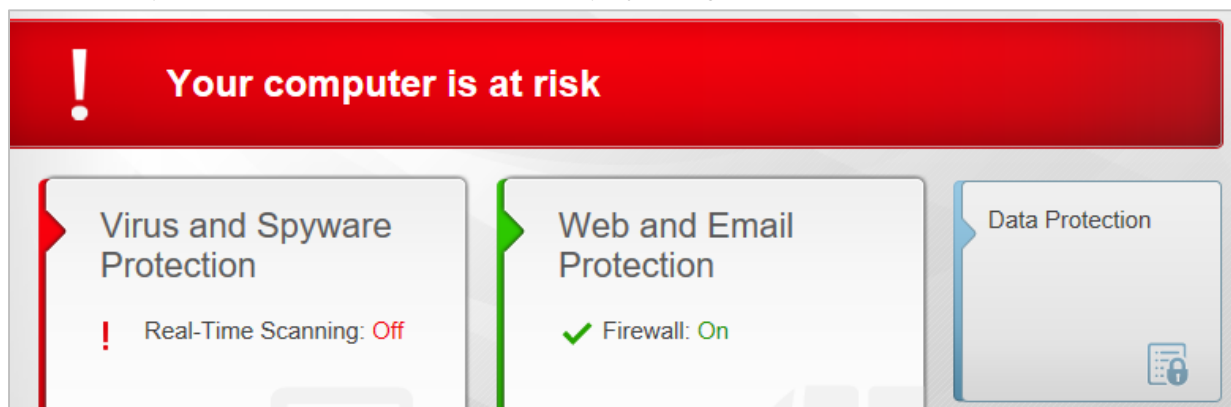 Your computer is at risk
Virus and Spyware
Protection
! Real-Time Scanning: Off
Web and Email
Protection
Firewall: On
Data Protection